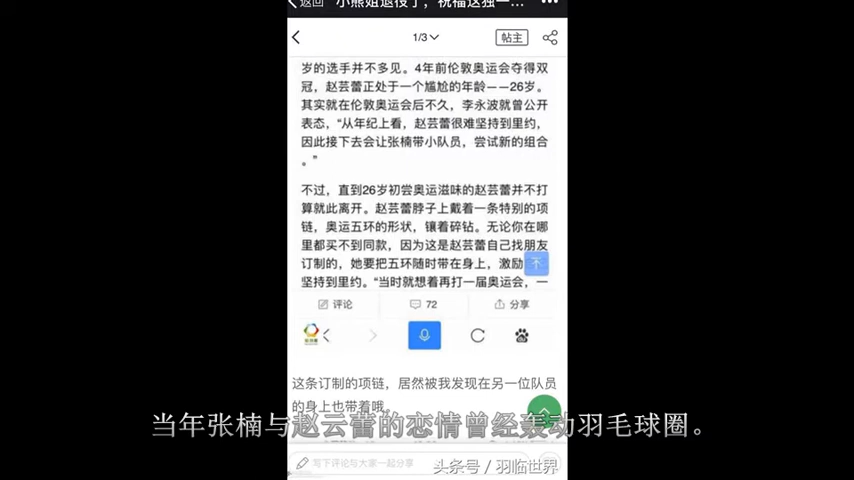 返回 小熊姐退役了，祝福这独一…
1/3
帖主
岁的选手并不多见。4年前伦敦奥运会夺得双
冠，赵芸蕾正处于一个尴尬的年龄——26岁。
其实就在伦敦奥运会后不久，李永波就曾公开
表态，“从年纪上看，赵芸蕾很难坚持到里约，
因此接下去会让张楠带小队员，尝试新的组合
。”
不过，直到26岁初尝奥运滋味的赵芸蕾并不打
算就此离开。赵芸蕾脖子上戴着一条特别的项
链，奥运五环的形状，镶着碎钻。无论你在哪
里都买不到同款，因为这是赵芸蕾自己找朋友
订制的，她要把五环随时带在身上，激励
坚持到里约。“当时就想着再打一届奥运会，一
评论 72 分享
这条订制的项链，居然被我发现在另一位队员
的身上也带着哦。
当年张楠与赵云蕾的恋情曾经轰动羽毛球圈。
写下评论与大家一起分享
头条号 / 羽临世界